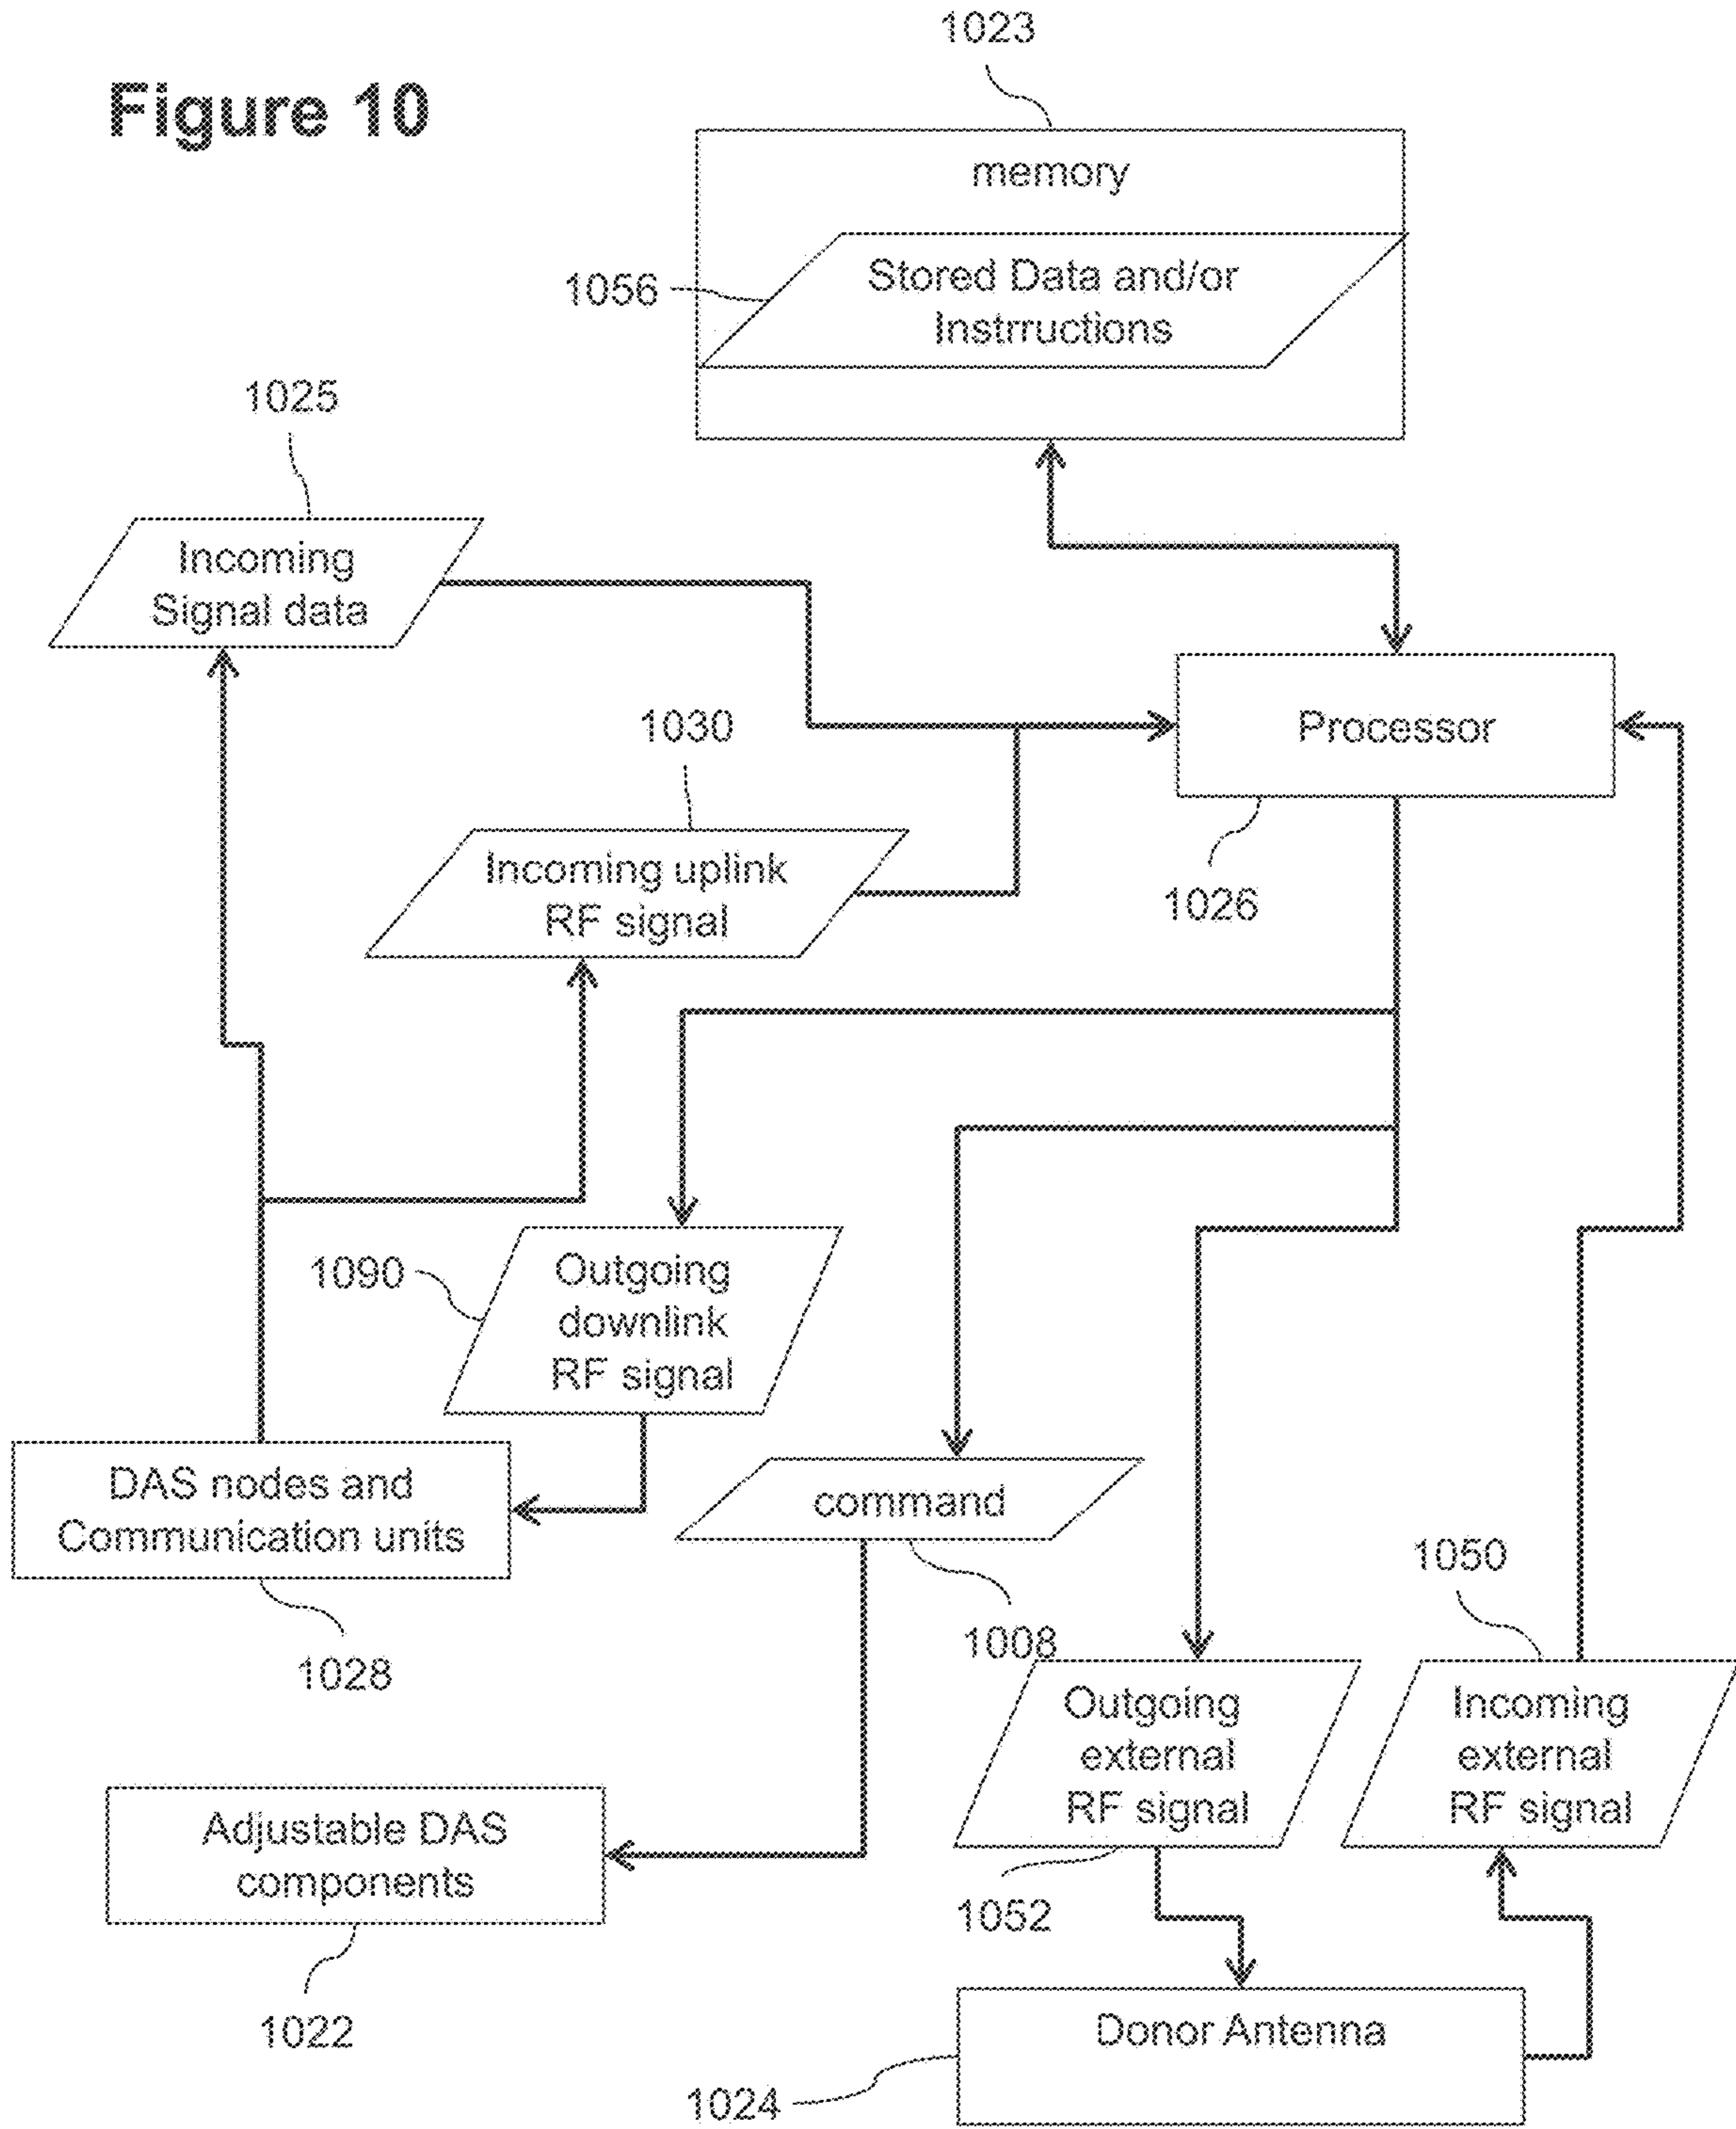 1023
Figure 10
memory
1056
Stored Data and/or
Instrructions
1025
Incoming
Signal data
1030
Processor
Incoming uplink
RF signal
1026
1090
Outgoing
downlink
RF signal
DAS nodes and
Communication units
command
1050
1008
1028
Outgoing
external
RF signal
Incoming
external
RF signal
Adjustable DAS
components
1052
1022
Donor Antenna
1024